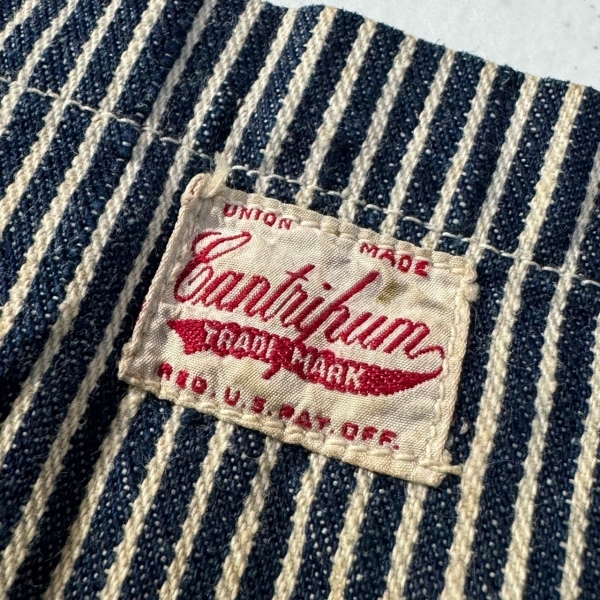 UNION MADE
Cantrihum
TRADE MARK
REG. U.S. PAT. OFF.